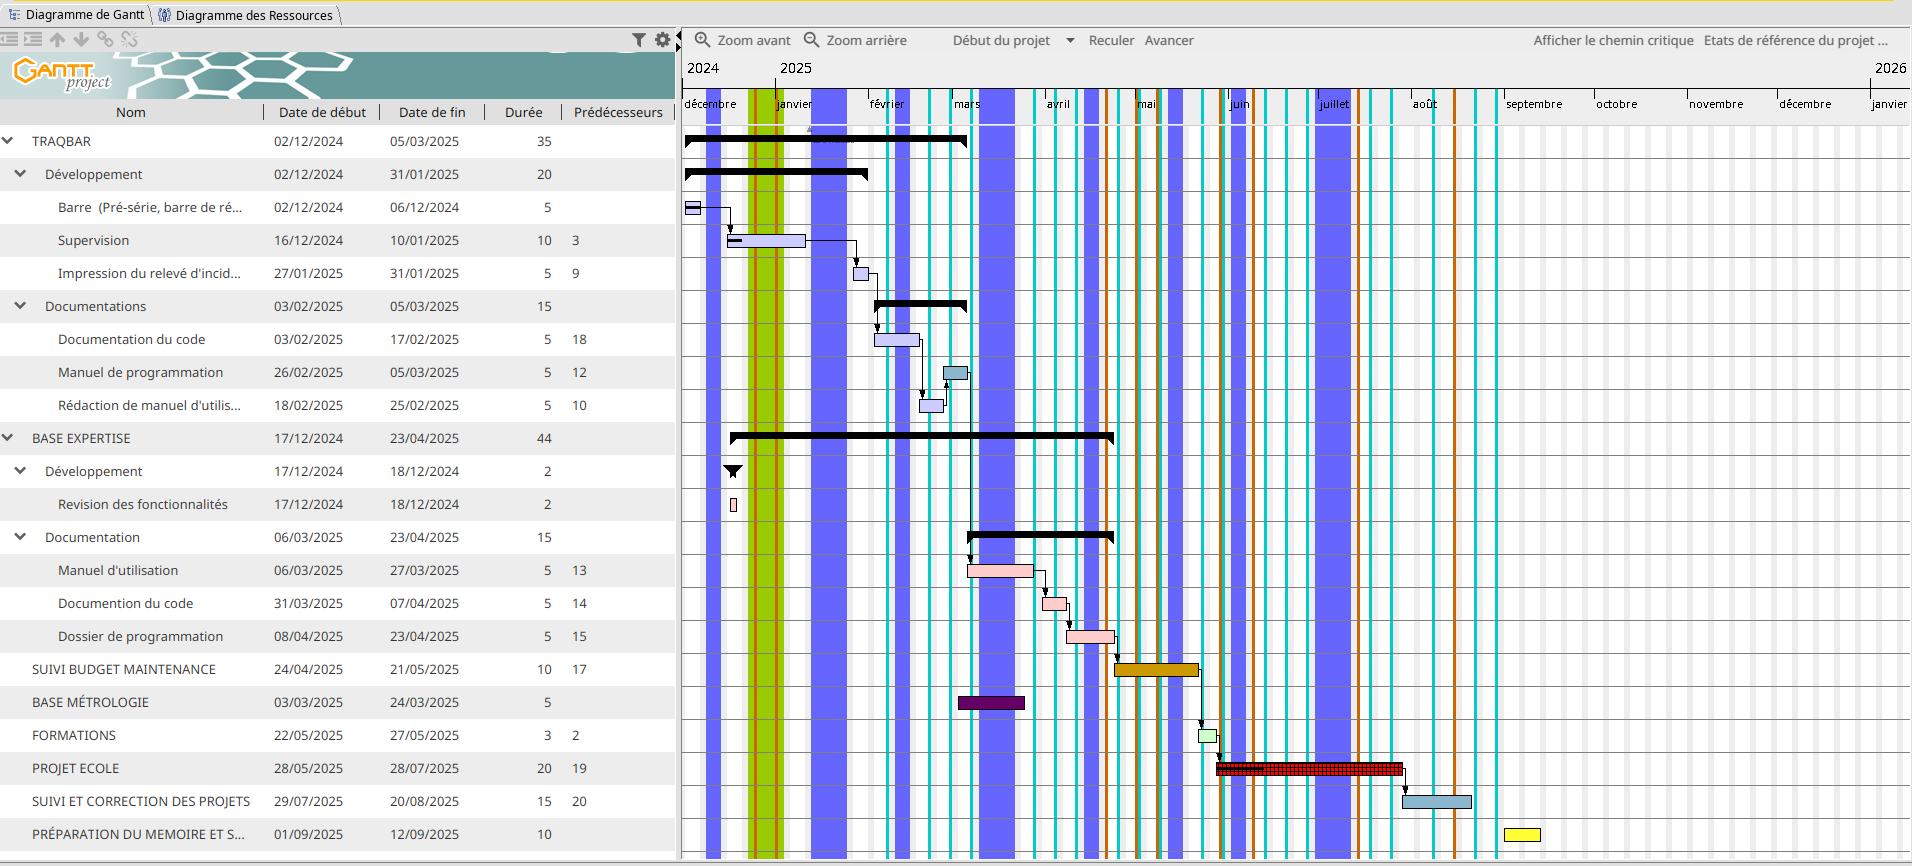 Diagramme de Gantt Diagramme des Ressources
Zoom avant Zoom arrière Début du projet Reculer Avancer Afficher le chemin critique Etats de référence du projet ...
GANTT project
2024 2025 2026
décembre janvier février mars avril mai juin juillet août septembre octobre novembre décembre janvier
Nom Date de début Date de fin Durée Prédécesseurs
TRAQBAR 02/12/2024 05/03/2025 35
Développement 02/12/2024 31/01/2025 20
Barre (Pré-série, barre de ré... 02/12/2024 06/12/2024 5
Supervision 16/12/2024 10/01/2025 10 3
Impression du relevé d'incid... 27/01/2025 31/01/2025 5 9
Documentations 03/02/2025 05/03/2025 15
Documentation du code 03/02/2025 17/02/2025 5 18
Manuel de programmation 26/02/2025 05/03/2025 5 12
Rédaction de manuel d'utilis... 18/02/2025 25/02/2025 5 10
BASE EXPERTISE 17/12/2024 23/04/2025 44
Développement 17/12/2024 18/12/2024 2
Revision des fonctionnalités 17/12/2024 18/12/2024 2
Documentation 06/03/2025 23/04/2025 15
Manuel d'utilisation 06/03/2025 27/03/2025 5 13
Documention du code 31/03/2025 07/04/2025 5 14
Dossier de programmation 08/04/2025 23/04/2025 5 15
SUIVI BUDGET MAINTENANCE 24/04/2025 21/05/2025 10 17
BASE MÉTROLOGIE 03/03/2025 24/03/2025 5
FORMATIONS 22/05/2025 27/05/2025 3 2
PROJET ECOLE 28/05/2025 28/07/2025 20 19
SUIVI ET CORRECTION DES PROJETS 29/07/2025 20/08/2025 15 20
PRÉPARATION DU MEMOIRE ET S... 01/09/2025 12/09/2025 10